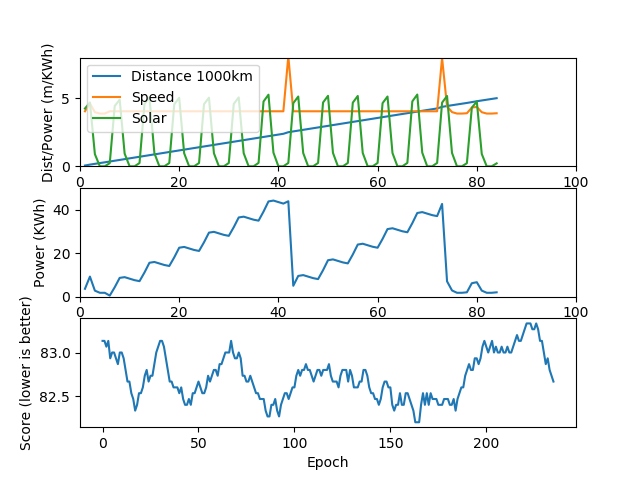 Dist/Power (m/KWh)
5
0
Distance 1000km
Speed
Solar
0 20 40 60 80 100
Power (KWh)
40
20
0
0 20 40 60 80 100
Score (lower is better)
83.0
82.5
0 50 100 150 200
Epoch